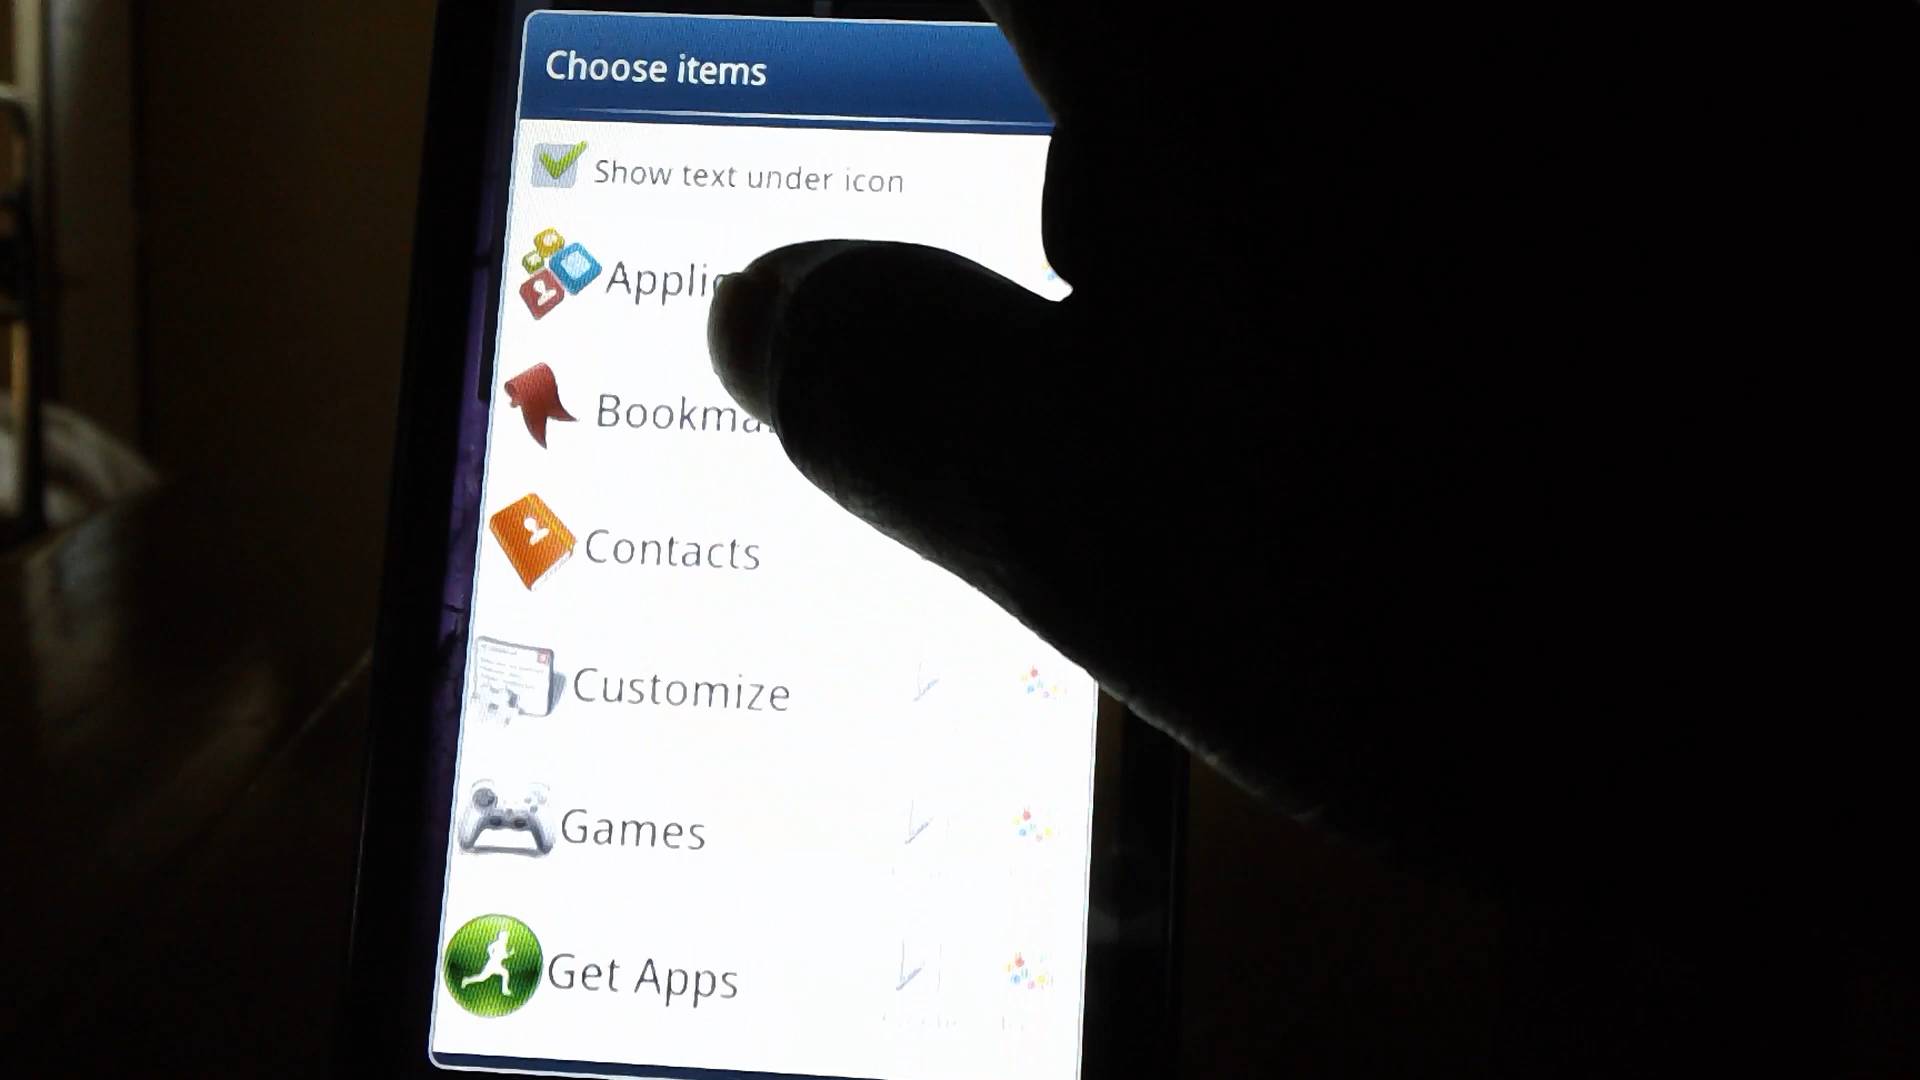 Choose items
Show text under icon
Contacts
Customize
Games
Get Apps